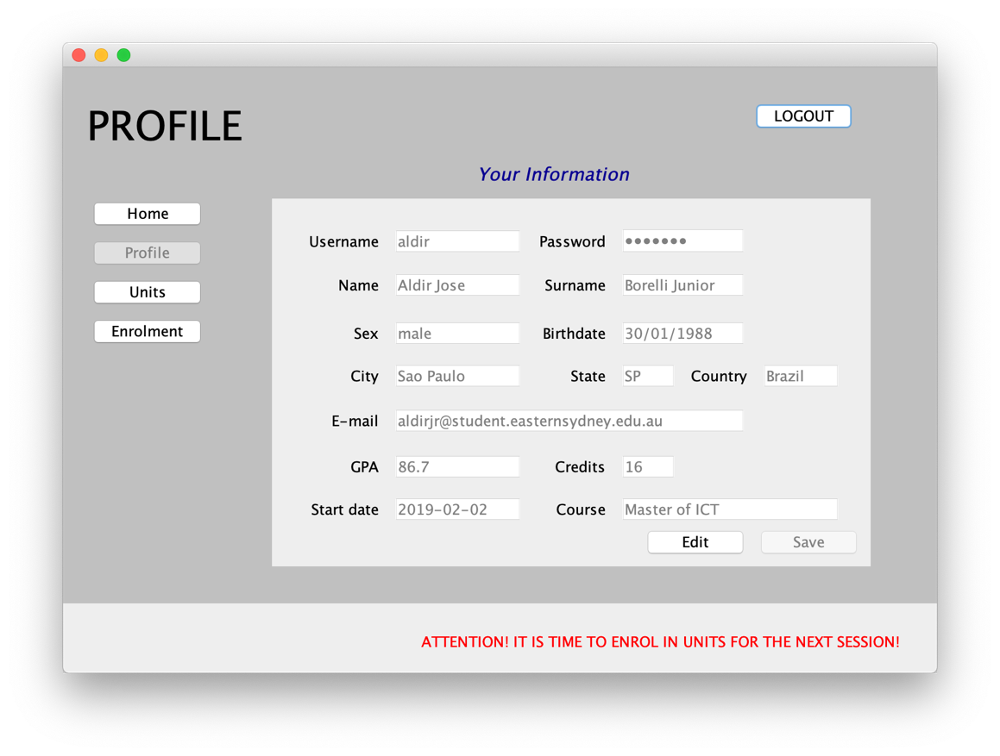 PROFILE
LOGOUT
Your Information
Home
Profile
Units
Enrolment
Username aldir Password •••••••
Name Aldir Jose Surname Borelli Junior
Sex male Birthdate 30/01/1988
City Sao Paulo State SP Country Brazil
E-mail aldirjr@student.easternsydney.edu.au
GPA 86.7 Credits 16
Start date 2019-02-02 Course Master of ICT
Edit Save
ATTENTION! IT IS TIME TO ENROL IN UNITS FOR THE NEXT SESSION!